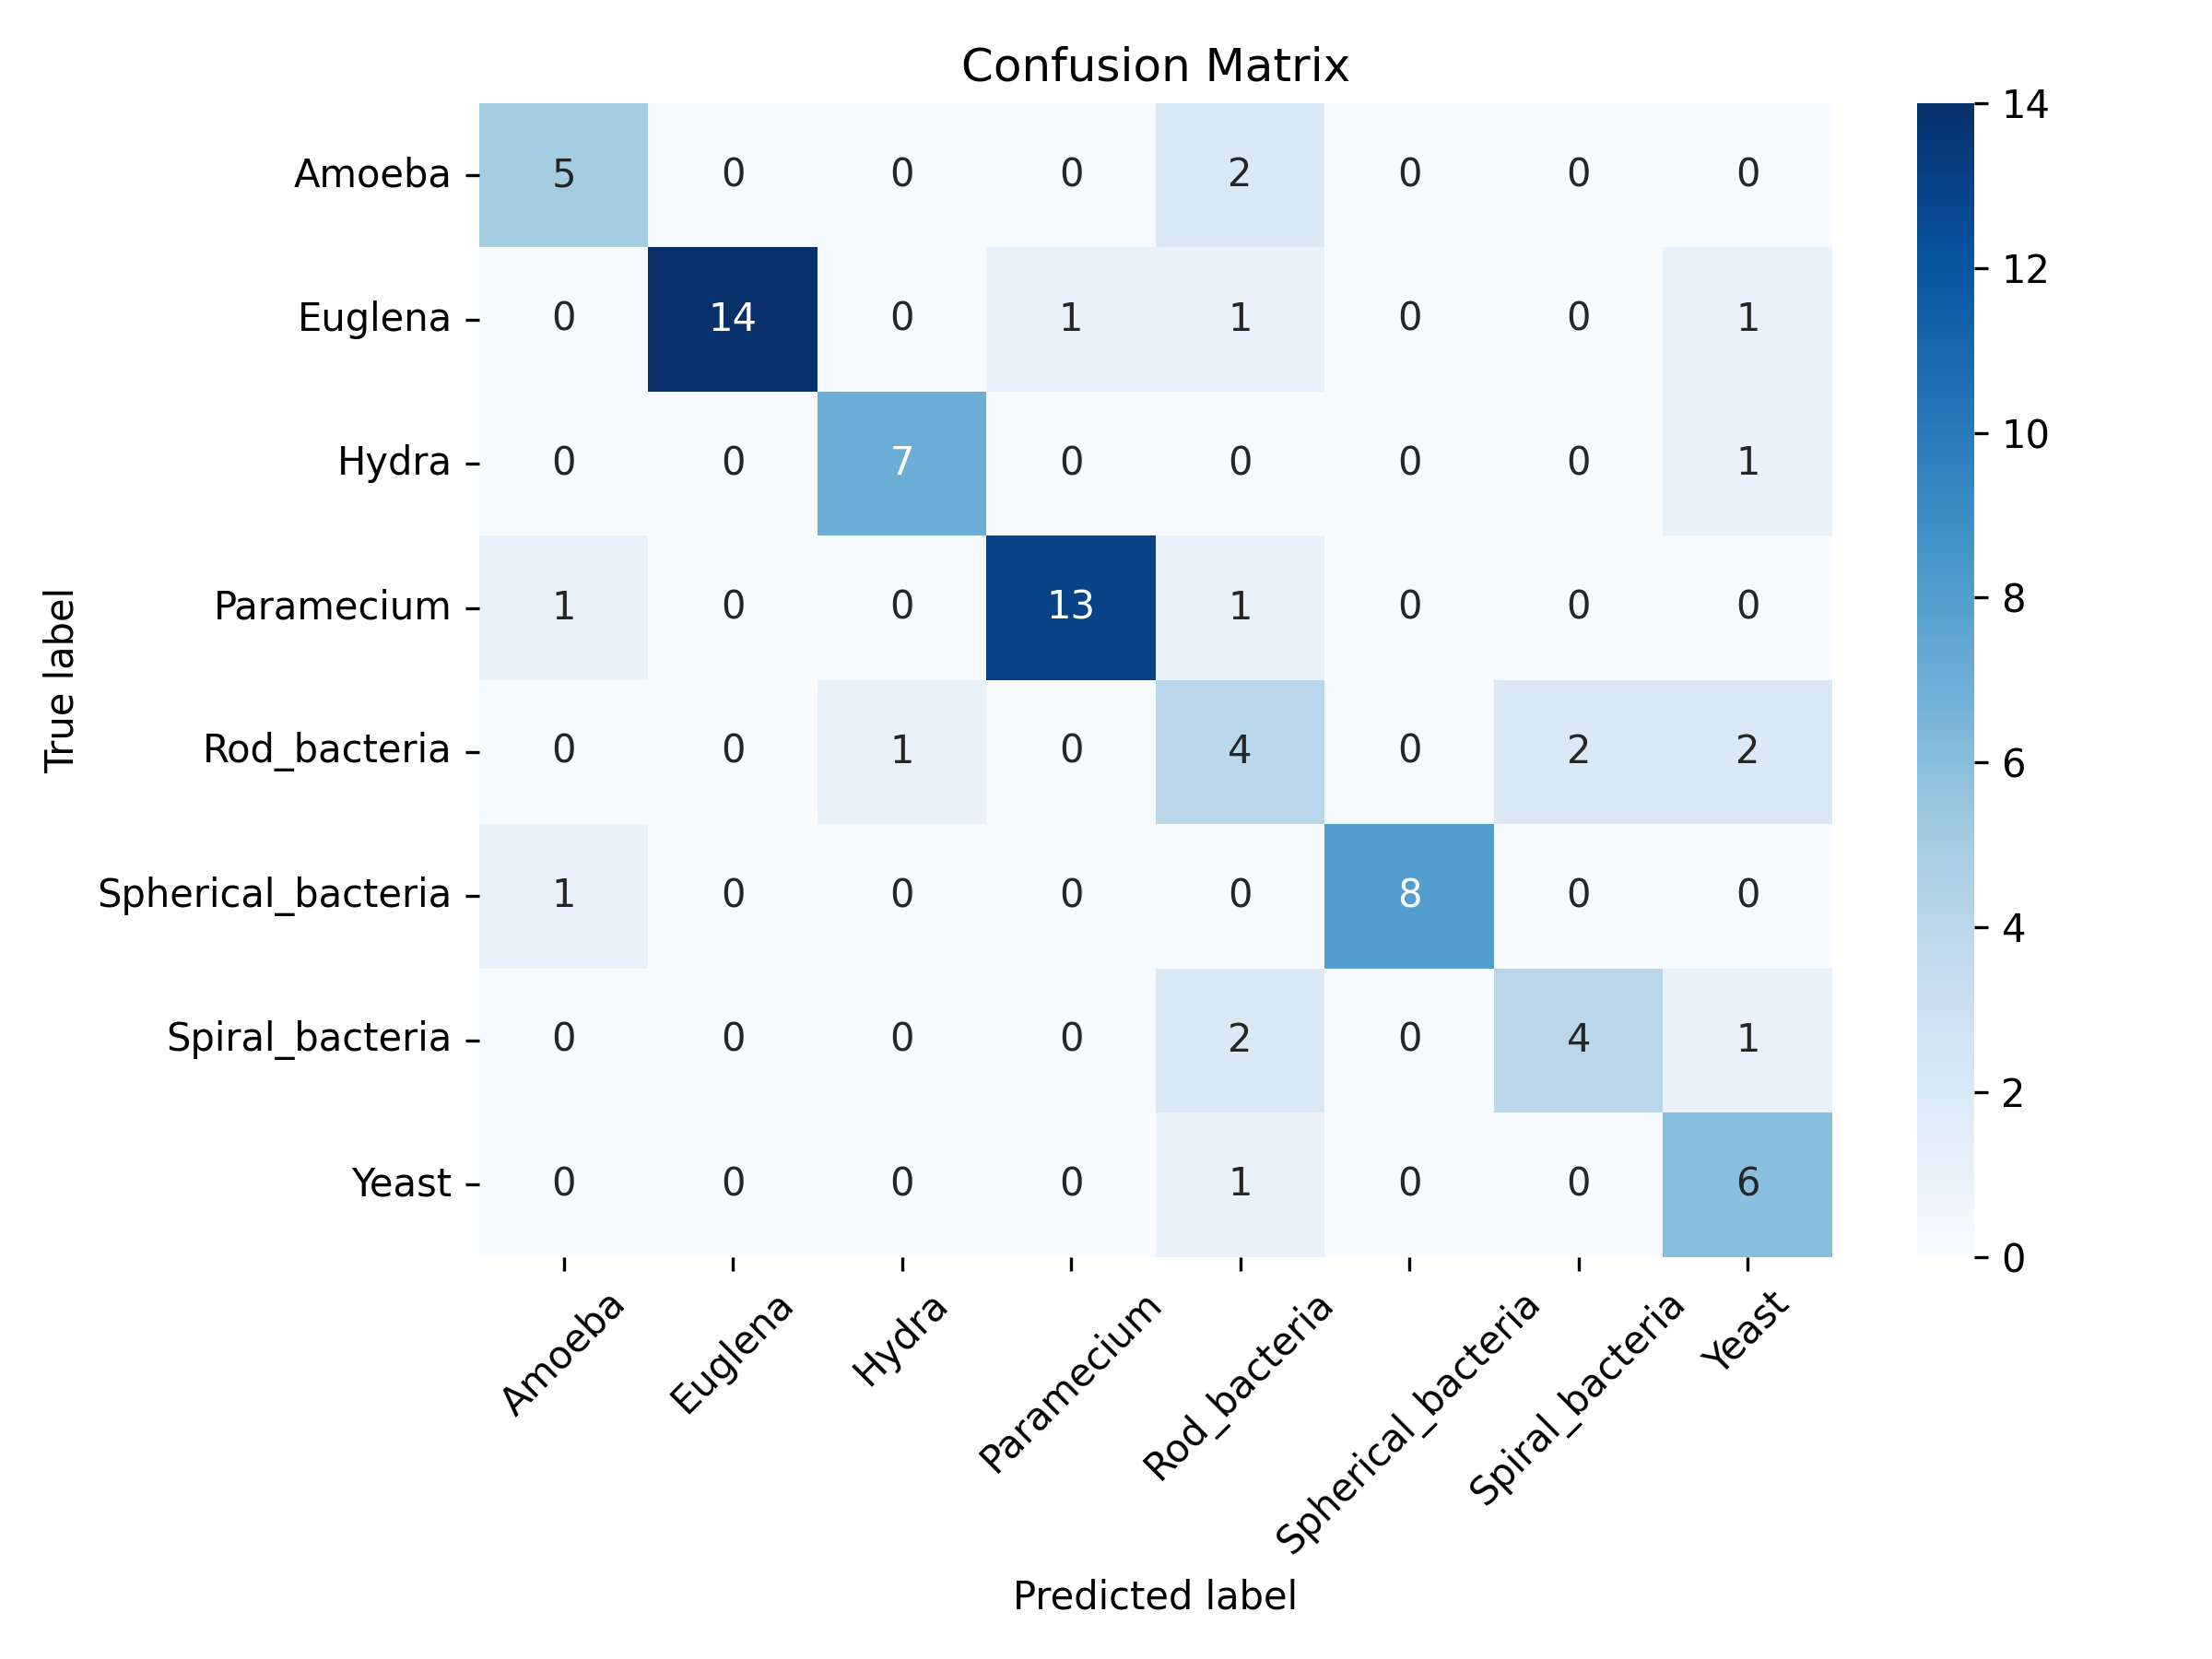 Confusion Matrix
Amoeba 5 0 0 0 2 0 0 0
Euglena 0 14 0 1 1 0 0 1
Hydra 0 0 7 0 0 0 0 1
Paramecium 1 0 0 13 1 0 0 0
Rod_bacteria 0 0 1 0 4 0 2 2
Spherical_bacteria 1 0 0 0 0 8 0 0
Spiral_bacteria 0 0 0 0 2 0 4 1
Yeast 0 0 0 0 1 0 0 6
True label
Amoeba Euglena Hydra Paramecium Rod_bacteria Spherical_bacteria Spiral_bacteria Yeast
Predicted label
14
12
10
8
6
4
2
0